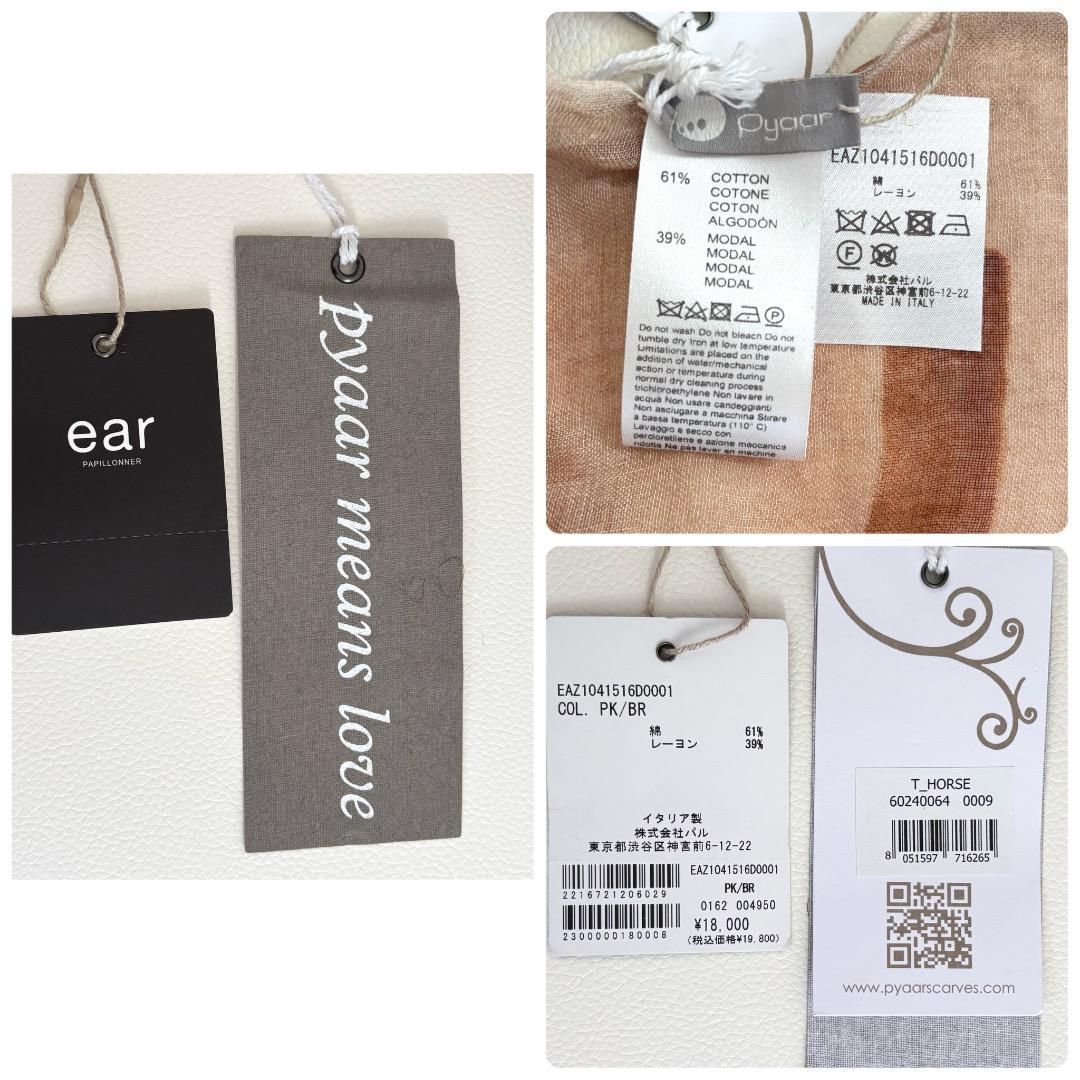 ear
PAPILLONNER
pyaar means love
pyaar
61% COTTON
COTONE
COTON
ALGODÓN
39% MODAL
MODAL
MODAL
MODAL
Do not wash Do not bleach Do not
tumble dry Iron at low temperature
Limitations are placed on the
addition of water/mechanical
action or temperature during
normal dry cleaning process
trichloroethylene Non lavare in
acqua Non usare candeggianti
Non asciugare a macchina Stirare
a bassa temperatura (110° C)
Lavaggio a secco con
percloretilene e azione meccanica
ridotta Ne pas laver en machine
EAZ1041516D0001
綿 61%
レーヨン 39%
株式会社パル
東京都渋谷区神宮前6-12-22
MADE IN ITALY
EAZ1041516D0001
COL. PK/BR
綿 61%
レーヨン 39%
イタリア製
株式会社パル
東京都渋谷区神宮前6-12-22
EAZ1041516D0001
2216721206029
PK/BR
0162 004950
¥18,000
2300000180008
(税込価格¥19,800)
T_HORSE
60240064 0009
8 051597 716265
www.pyaarscarves.com